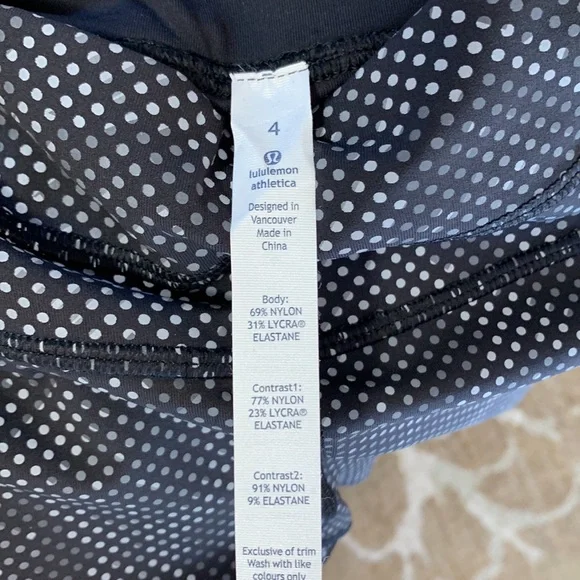 4
lululemon
athletica
Designed in
Vancouver
Made in
China
Body:
69% NYLON
31% LYCRA®
ELASTANE
Contrast1:
77% NYLON
23% LYCRA®
ELASTANE
Contrast2:
91% NYLON
9% ELASTANE
Exclusive of trim
Wash with like
colours only